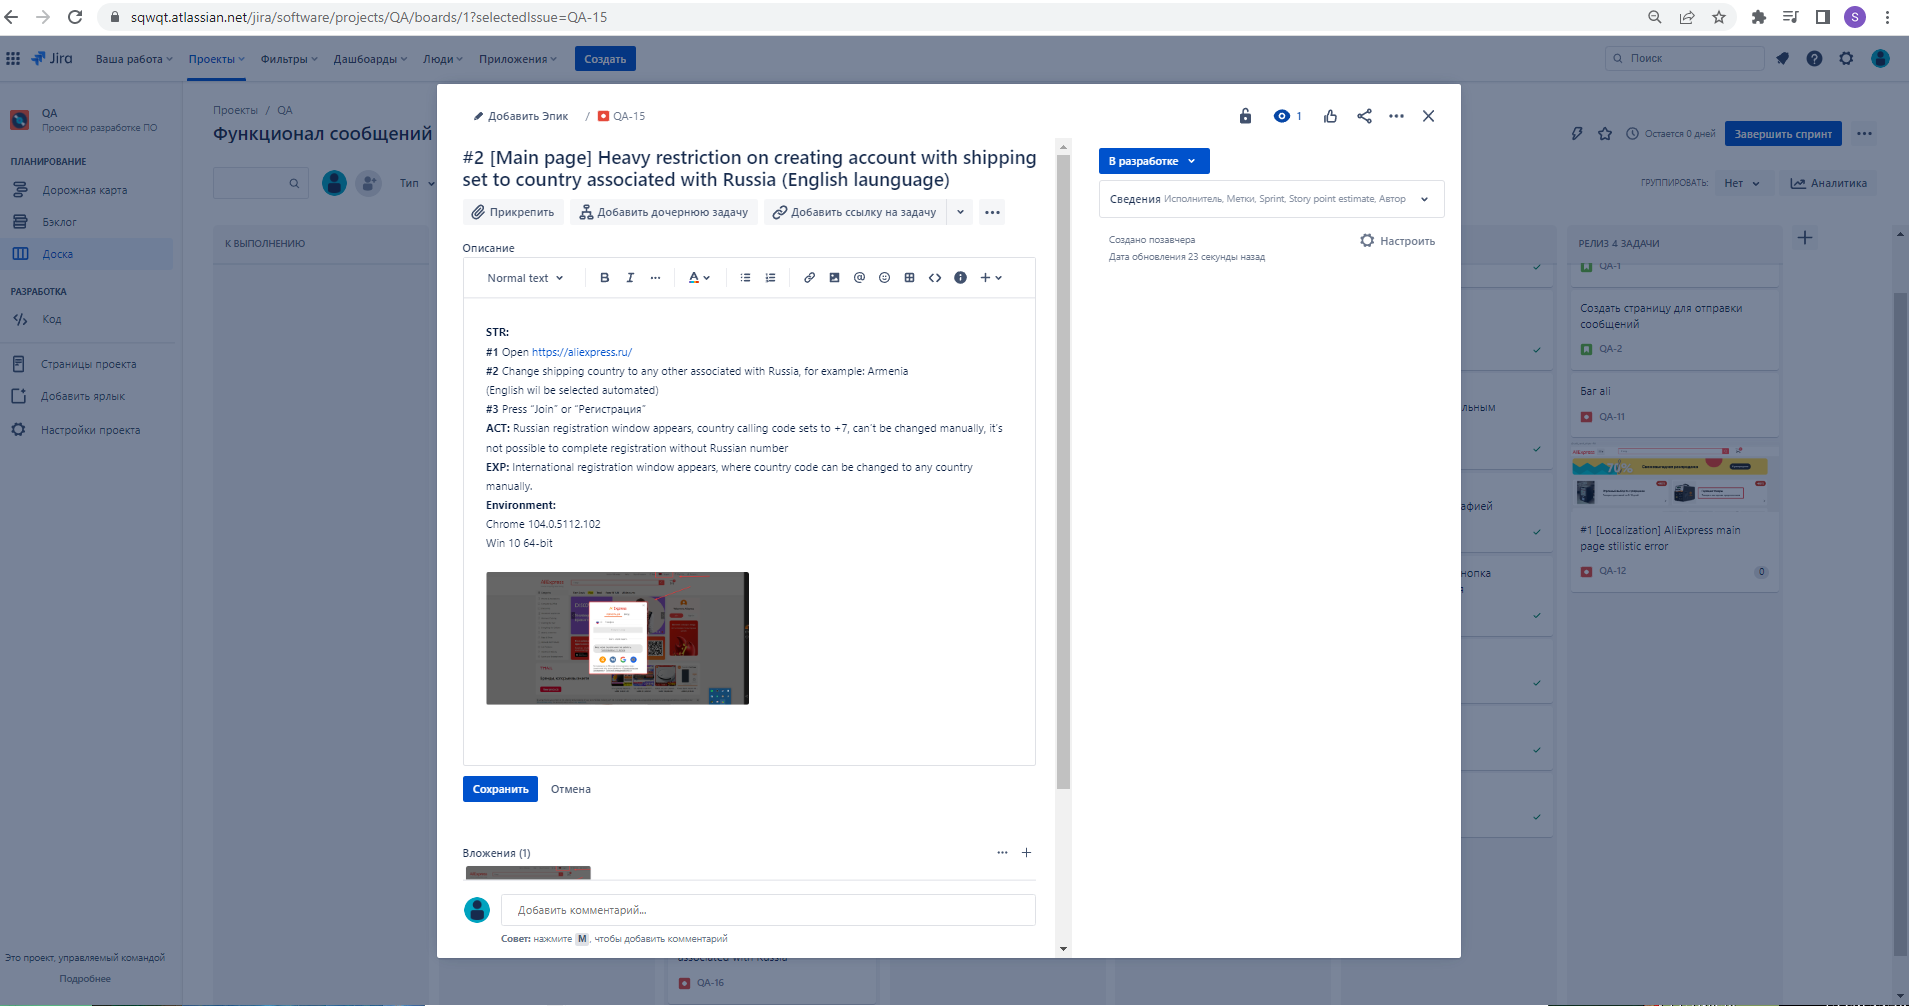 sqwqt.atlassian.net/jira/software/projects/QA/boards/1?selectedIssue=QA-15
S
Jira
Ваша работа
Проекты
Фильтры
Дашборды
Люди
Приложения
Создать
Поиск
QA
Проект по разработке ПО
ПЛАНИРОВАНИЕ
Дорожная карта
Бэклог
Доска
РАЗРАБОТКА
Код
Страницы проекта
Добавить ярлык
Настройки проекта
Это проект, управляемый командой
Подробнее
Проекты / QA
Функционал сообщений
Тип
К ВЫПОЛНЕНИЮ
Добавить Эпик / QA-15
1
#2 [Main page] Heavy restriction on creating account with shipping
set to country associated with Russia (English launguage)
Прикрепить
Добавить дочернюю задачу
Добавить ссылку на задачу
Описание
Normal text
B I A
STR:
#1 Open https://aliexpress.ru/
#2 Change shipping country to any other associated with Russia, for example: Armenia
(English wil be selected automated)
#3 Press "Join" or "Регистрация"
ACT: Russian registration window appears, country calling code sets to +7, can't be changed manually, it's
not possible to complete registration without Russian number
EXP: International registration window appears, where country code can be changed to any country
manually.
Environment:
Chrome 104.0.5112.102
Win 10 64-bit
Сохранить
Отмена
Вложения (1)
Добавить комментарий...
Совет: нажмите M, чтобы добавить комментарий
В разработке
Сведения Исполнитель, Метки, Sprint, Story point estimate, Автор
Создано позавчера
Дата обновления 23 секунды назад
Настроить
Остается 0 дней
Завершить спринт
ГРУППИРОВАТЬ:
Нет
Аналитика
РЕЛИЗ 4 ЗАДАЧИ
QA-1
Создать страницу для отправки
сообщений
QA-2
Баг ali
QA-11
70%
#1 [Localization] AliExpress main
page stilistic error
QA-12
0
льным
афией
нопка
я
associated with Russia
QA-16